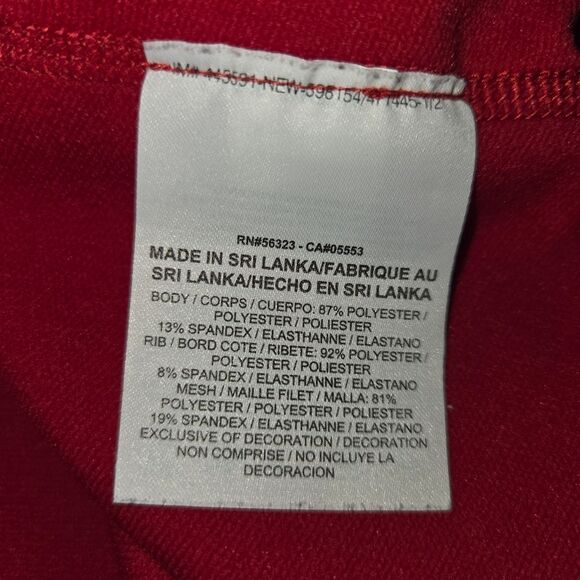 RN#56323 - CA#05553
MADE IN SRI LANKA/FABRIQUE AU
SRI LANKA/HECHO EN SRI LANKA
BODY / CORPS / CUERPO: 87% POLYESTER /
POLYESTER / POLIESTER
13% SPANDEX / ELASTHANNE / ELASTANO
RIB / BORD COTE / RIBETE: 92% POLYESTER /
POLYESTER / POLIESTER
8% SPANDEX / ELASTHANNE / ELASTANO
MESH / MAILLE FILET / MALLA: 81%
POLYESTER / POLYESTER / POLIESTER
19% SPANDEX / ELASTHANNE / ELASTANO
EXCLUSIVE OF DECORATION / DECORATION
NON COMPRISE / NO INCLUYE LA
DECORACION